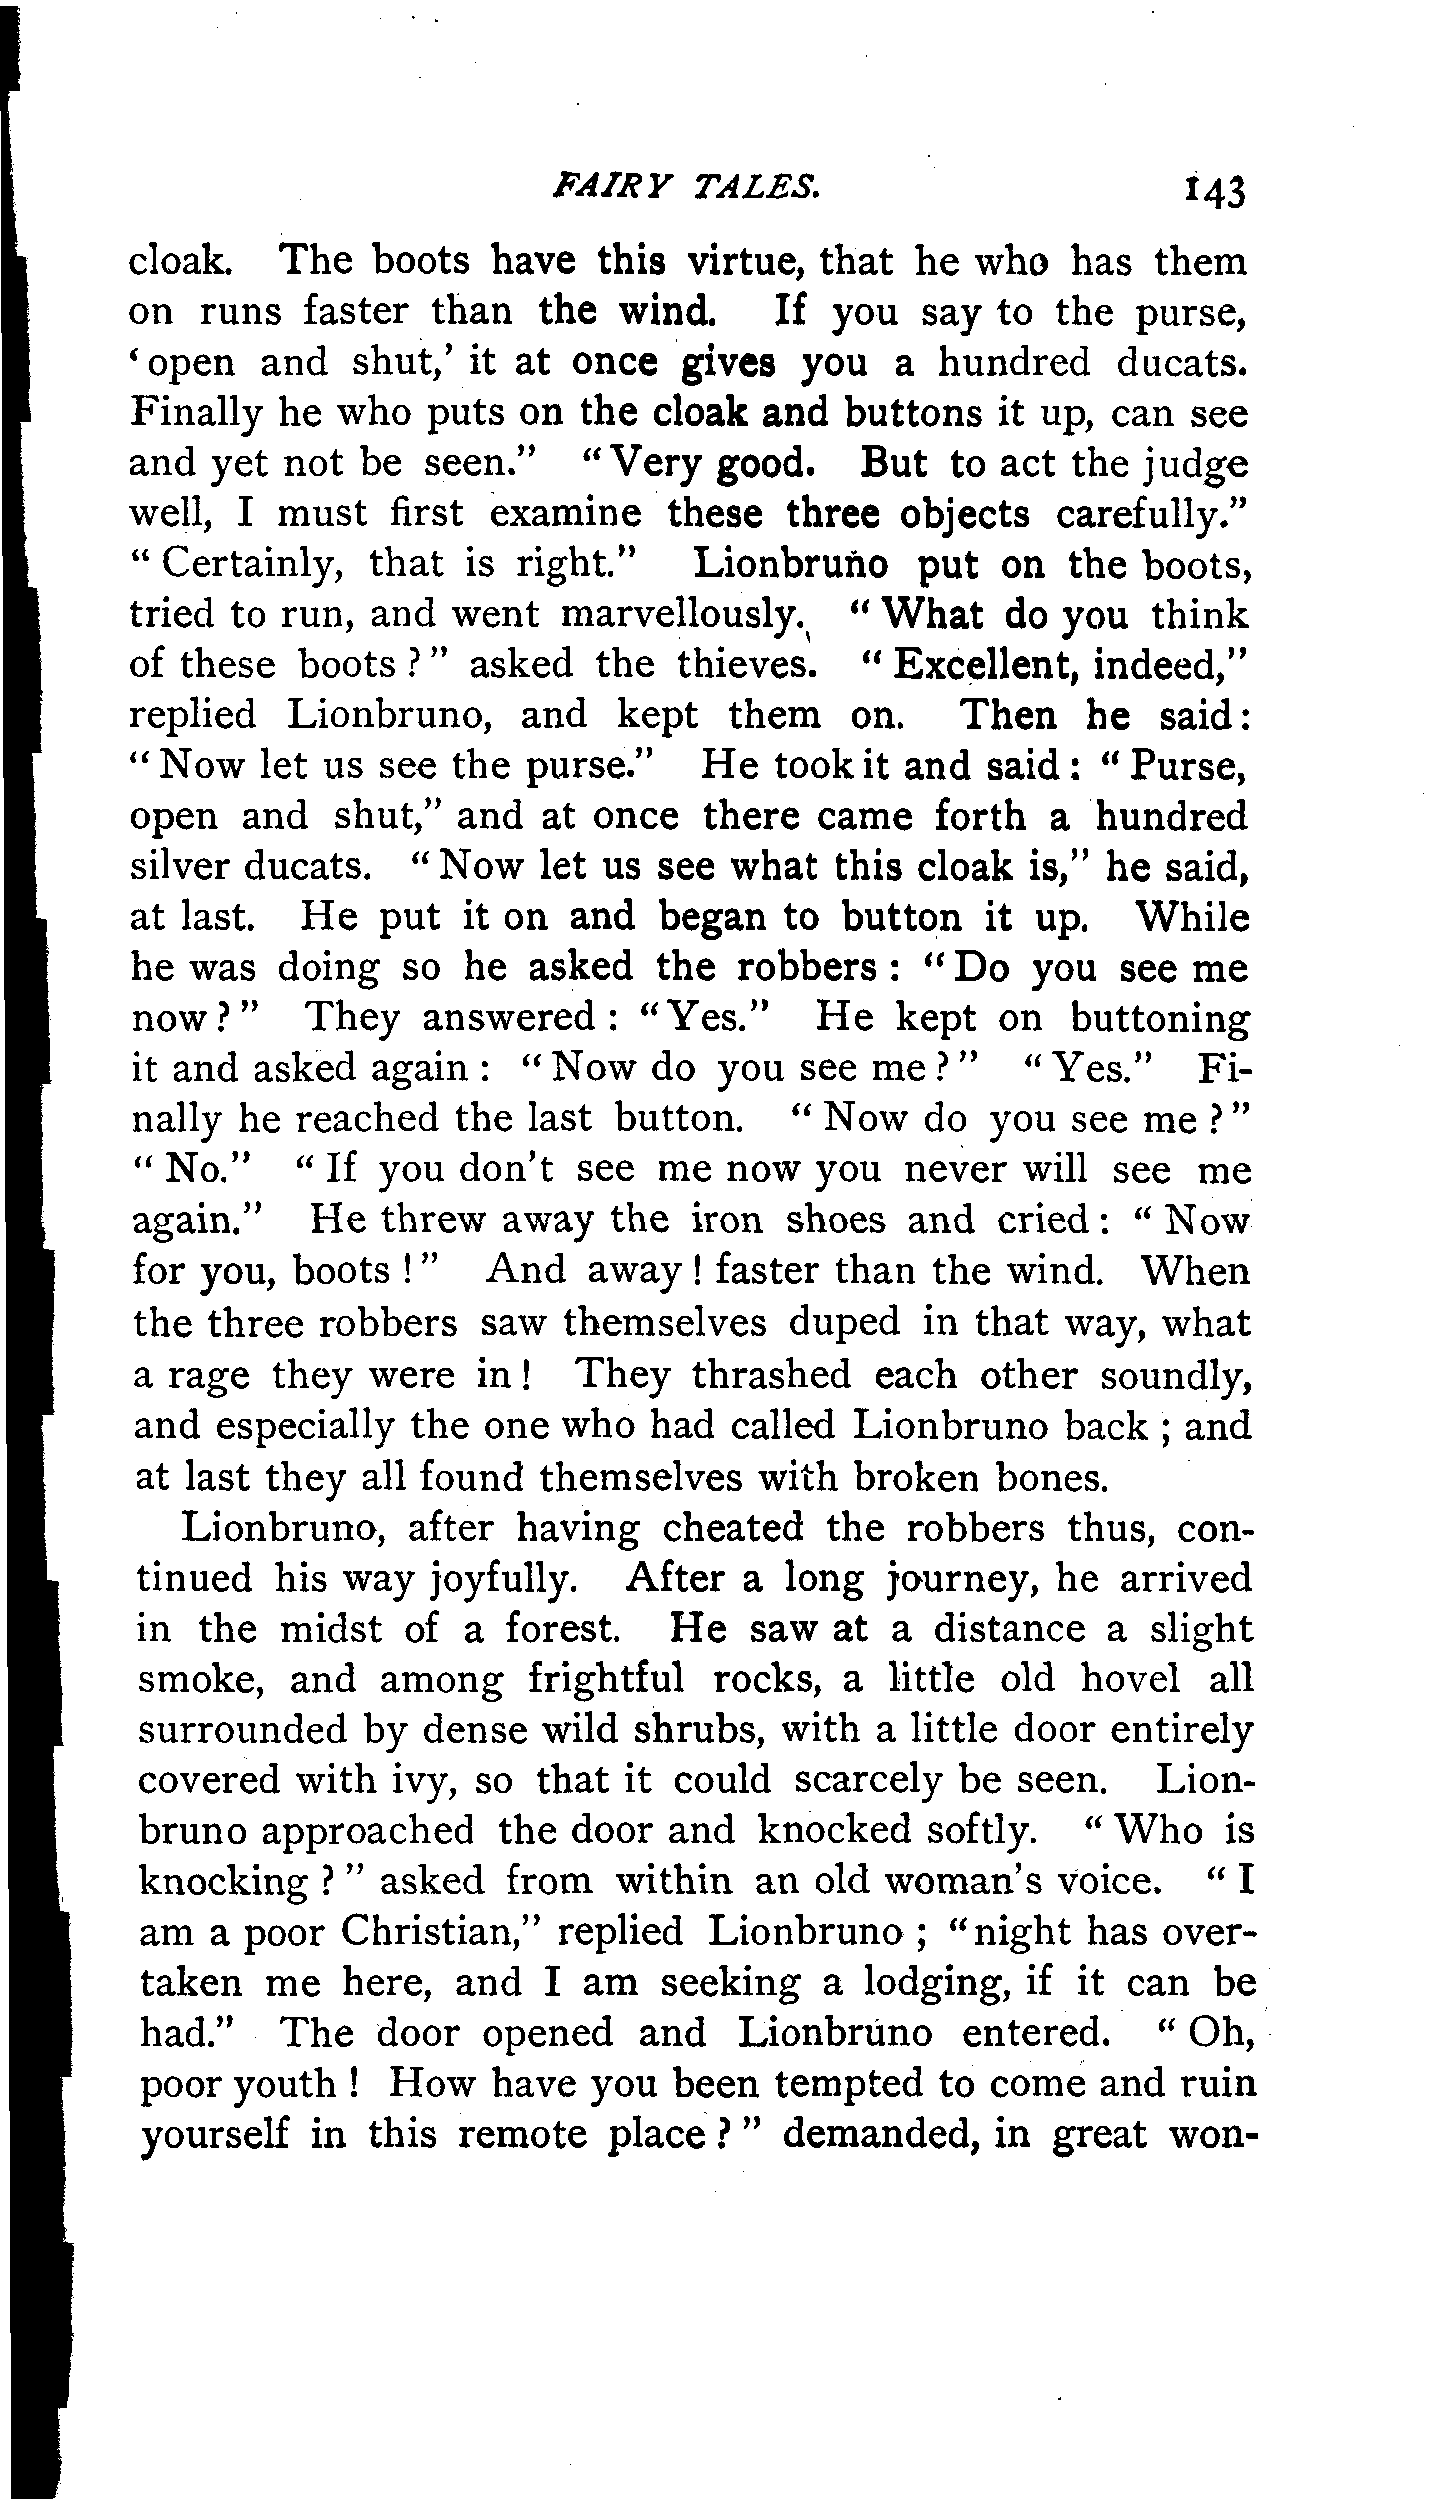 FAIRY TALES. 143
cloak. The boots have this virtue, that he who has them
on runs faster than the wind. If you say to the purse,
‘open and shut,’ it at once gives you a hundred ducats.
Finally he who puts on the cloak and buttons it up, can see
and yet not be seen.” “Very good. But to act the judge
well, I must first examine these three objects carefully.”
“Certainly, that is right.” Lionbruno put on the boots,
tried to run, and went marvellously. “What do you think
of these boots?” asked the thieves. “Excellent, indeed,”
replied Lionbruno, and kept them on. Then he said:
“Now let us see the purse.” He took it and said: “Purse,
open and shut,” and at once there came forth a hundred
silver ducats. “Now let us see what this cloak is,” he said,
at last. He put it on and began to button it up. While
he was doing so he asked the robbers: “Do you see me
now?” They answered: “Yes.” He kept on buttoning
it and asked again: “Now do you see me?” “Yes.” Fi-
nally he reached the last button. “Now do you see me?”
“No.” “If you don't see me now you never will see me
again.” He threw away the iron shoes and cried: “Now
for you, boots!” And away! faster than the wind. When
the three robbers saw themselves duped in that way, what
a rage they were in! They thrashed each other soundly,
and especially the one who had called Lionbruno back; and
at last they all found themselves with broken bones.
Lionbruno, after having cheated the robbers thus, con-
tinued his way joyfully. After a long journey, he arrived
in the midst of a forest. He saw at a distance a slight
smoke, and among frightful rocks, a little old hovel all
surrounded by dense wild shrubs, with a little door entirely
covered with ivy, so that it could scarcely be seen. Lion-
bruno approached the door and knocked softly. “Who is
knocking?” asked from within an old woman's voice. “I
am a poor Christian,” replied Lionbruno; “night has over-
taken me here, and I am seeking a lodging, if it can be
had.” The door opened and Lionbruno entered. “Oh,
poor youth! How have you been tempted to come and ruin
yourself in this remote place?” demanded, in great won-